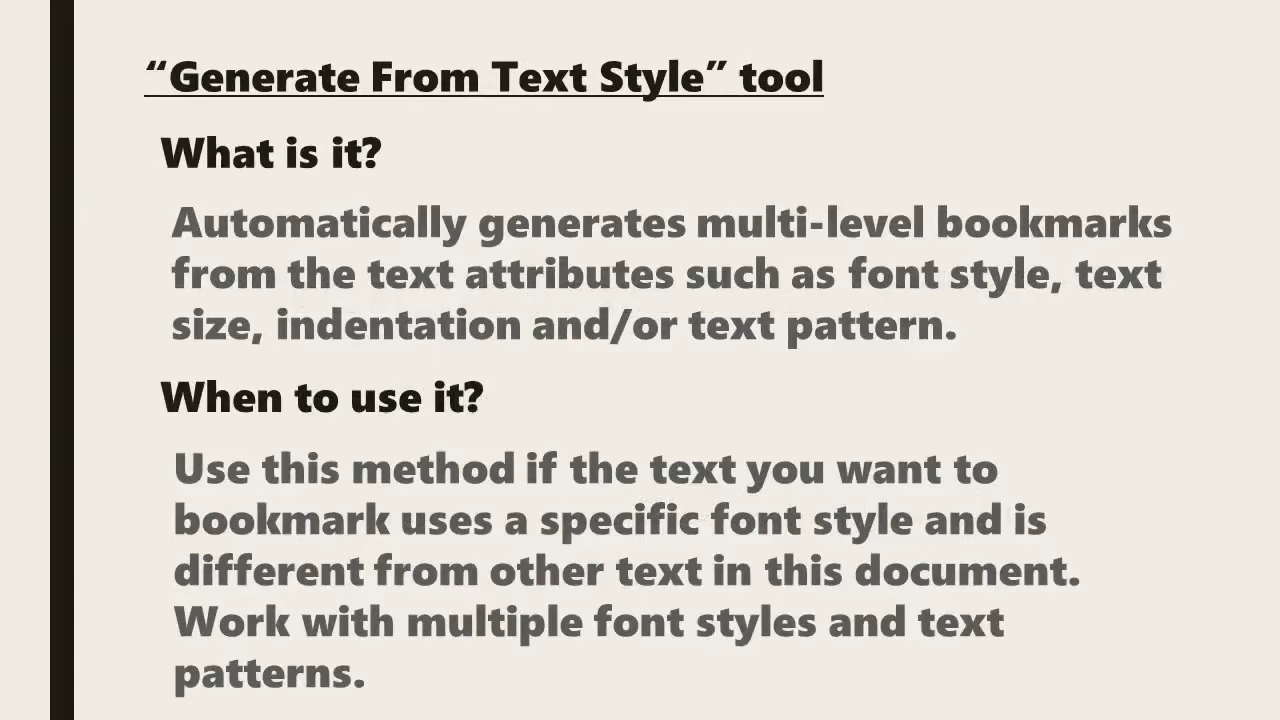 “Generate From Text Style” tool
What is it?
Automatically generates multi-level bookmarks
from the text attributes such as font style, text
size, indentation and/or text pattern.
When to use it?
Use this method if the text you want to
bookmark uses a specific font style and is
different from other text in this document.
Work with multiple font styles and text
patterns.